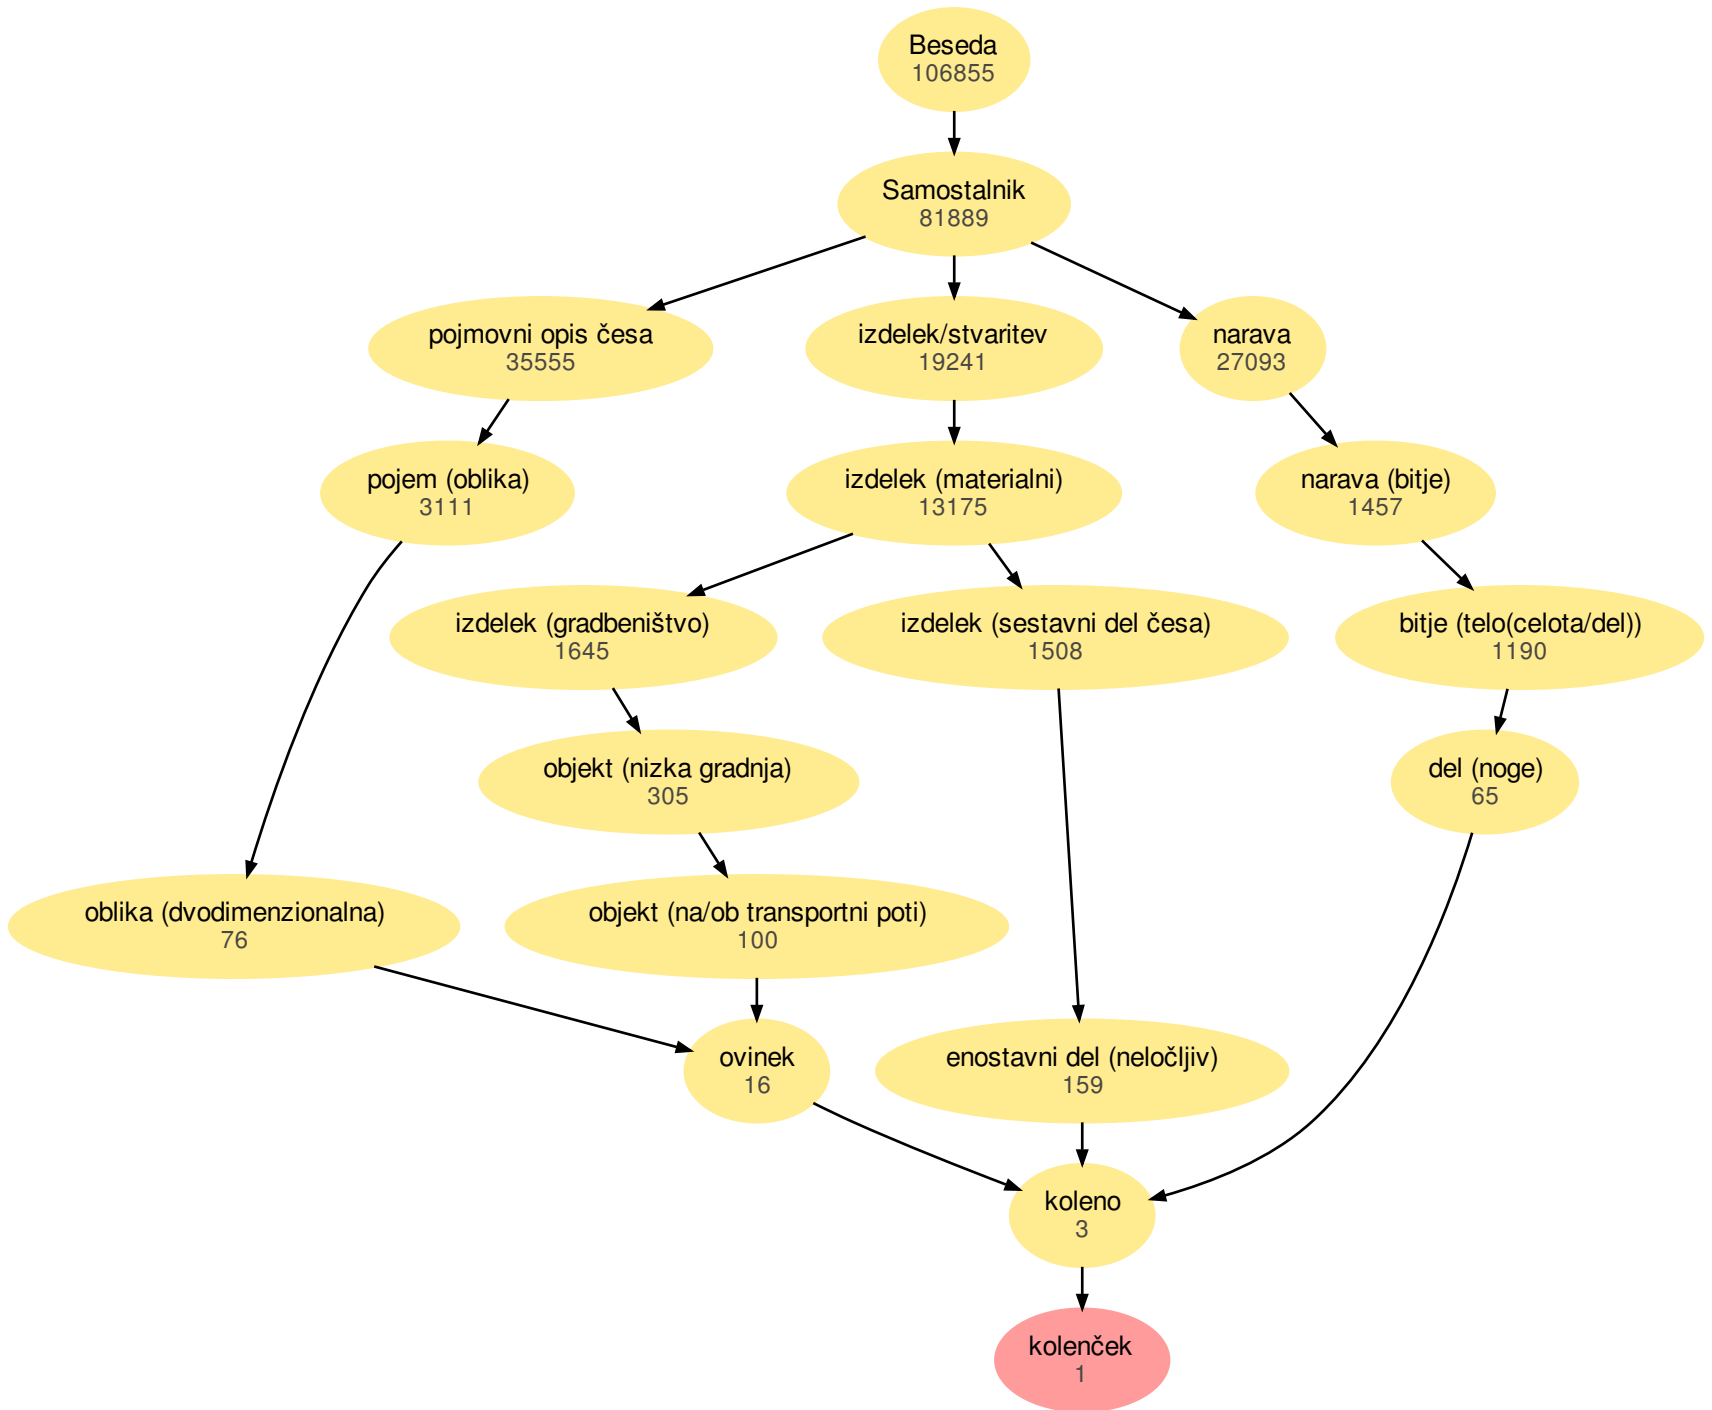 Beseda
106855
Samostalnik
81889
pojmovni opis česa
35555
izdelek/stvaritev
19241
narava
27093
pojem (oblika)
3111
izdelek (materialni)
13175
narava (bitje)
1457
izdelek (gradbeništvo)
1645
izdelek (sestavni del česa)
1508
bitje (telo(celota/del))
1190
objekt (nizka gradnja)
305
del (noge)
65
oblika (dvodimenzionalna)
76
objekt (na/ob transportni poti)
100
ovinek
16
enostavni del (neločljiv)
159
koleno
3
kolenček
1